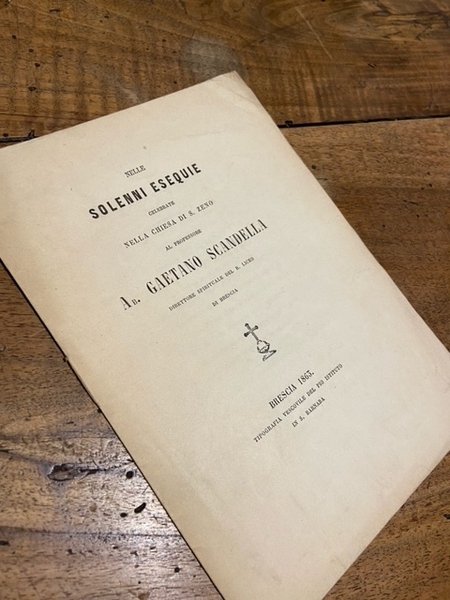 NELLE
SOLENNI ESEQUIE
CELEBRATE
NELLA CHIESA DI S. ZENO
AL PROFESSORE
AB. GAETANO SCANDELLA
DIRETTORE SPIRITUALE DEL R. LICEO
DI BRESCIA
BRESCIA 1863.
TIPOGRAFIA VESCOVILE DEL PIO ISTITUTO
IN S. BARNABA